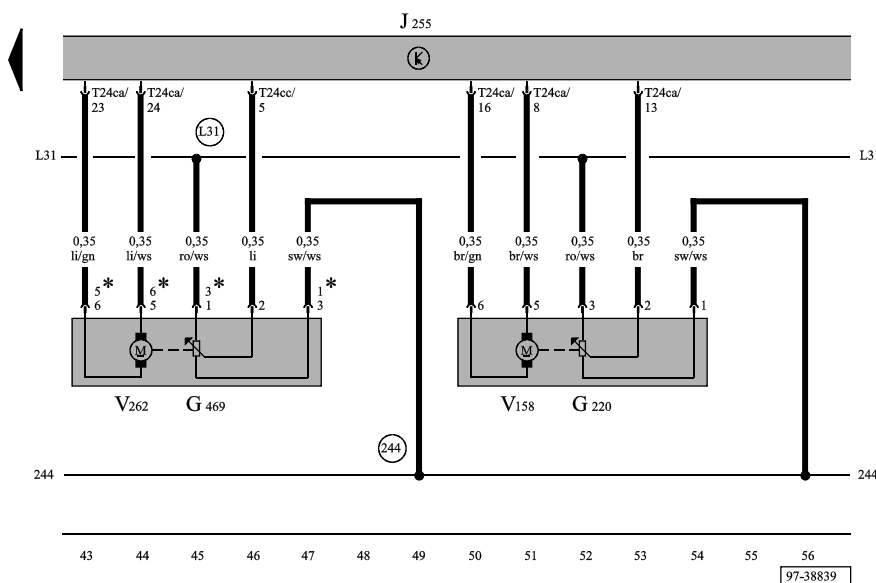 J 255
T24ca/ T24ca/ T24cc/ T24ca/ T24ca/ T24ca/
23 24 5 16 8 13
L31
L31 L3
0,35 0,35 0,35 0,35 0,35 0,35 0,35 0,35 0,35 0,35
li/gn li/ws ro/ws li sw/ws br/gn br/ws ro/ws br sw/ws
5* 6* 3* 1*
6 5 1 2 3 6 5 3 2 1
M M
V262 G 469 V158 G 220
244
244 244
43 44 45 46 47 48 49 50 51 52 53 54 55 56
97-38839